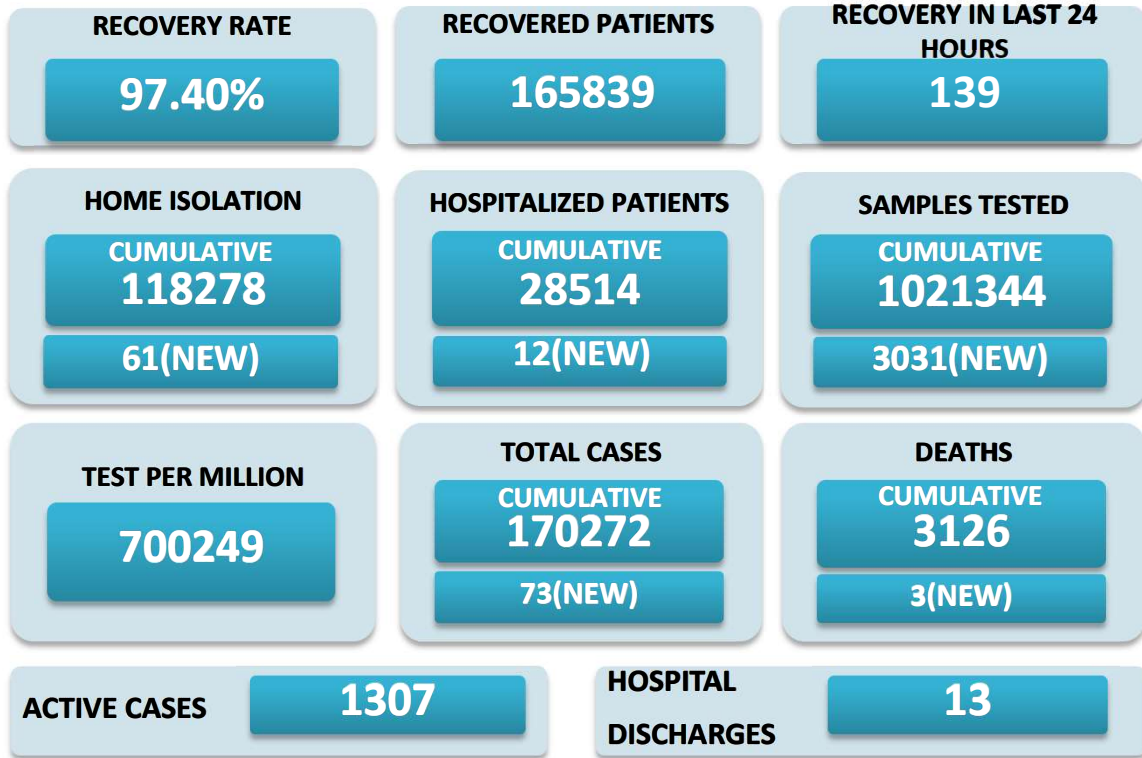 RECOVERY RATE
97.40%
RECOVERED PATIENTS
165839
RECOVERY IN LAST 24
HOURS
139
HOME ISOLATION
CUMULATIVE
118278
61(NEW)
HOSPITALIZED PATIENTS
CUMULATIVE
28514
12(NEW)
SAMPLES TESTED
CUMULATIVE
1021344
3031(NEW)
TEST PER MILLION
700249
TOTAL CASES
CUMULATIVE
170272
73(NEW)
DEATHS
CUMULATIVE
3126
3(NEW)
ACTIVE CASES
1307
HOSPITAL
DISCHARGES
13